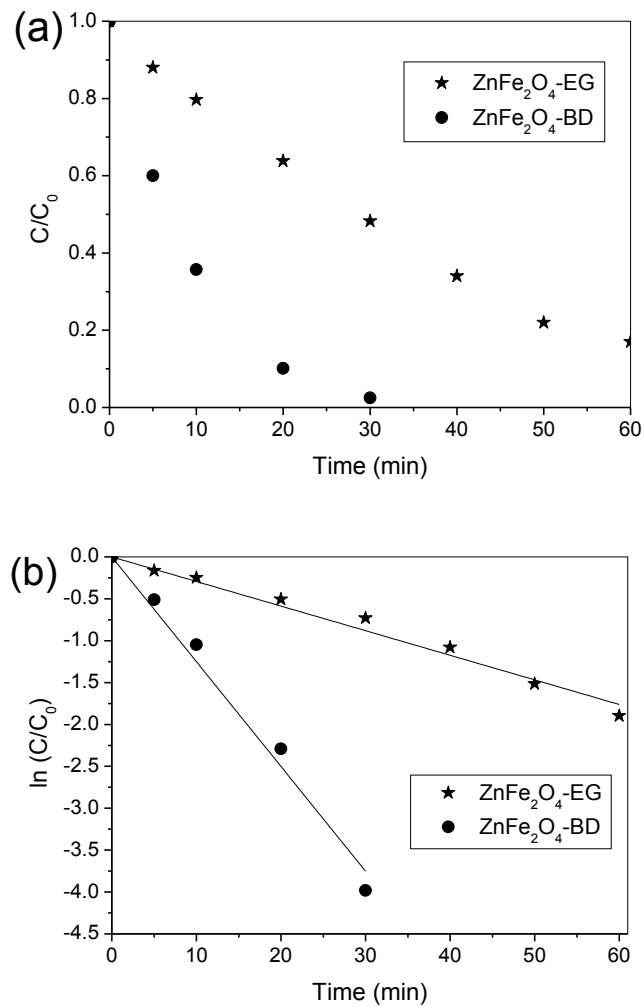 (a)
1.0
0.8
0.6
0.4
0.2
0.0
C/C₀
ZnFe₂O₄-EG
ZnFe₂O₄-BD
0 10 20 30 40 50 60
Time (min)
(b)
0.0
-0.5
-1.0
-1.5
-2.0
-2.5
-3.0
-3.5
-4.0
-4.5
ln (C/C₀)
ZnFe₂O₄-EG
ZnFe₂O₄-BD
0 10 20 30 40 50 60
Time (min)